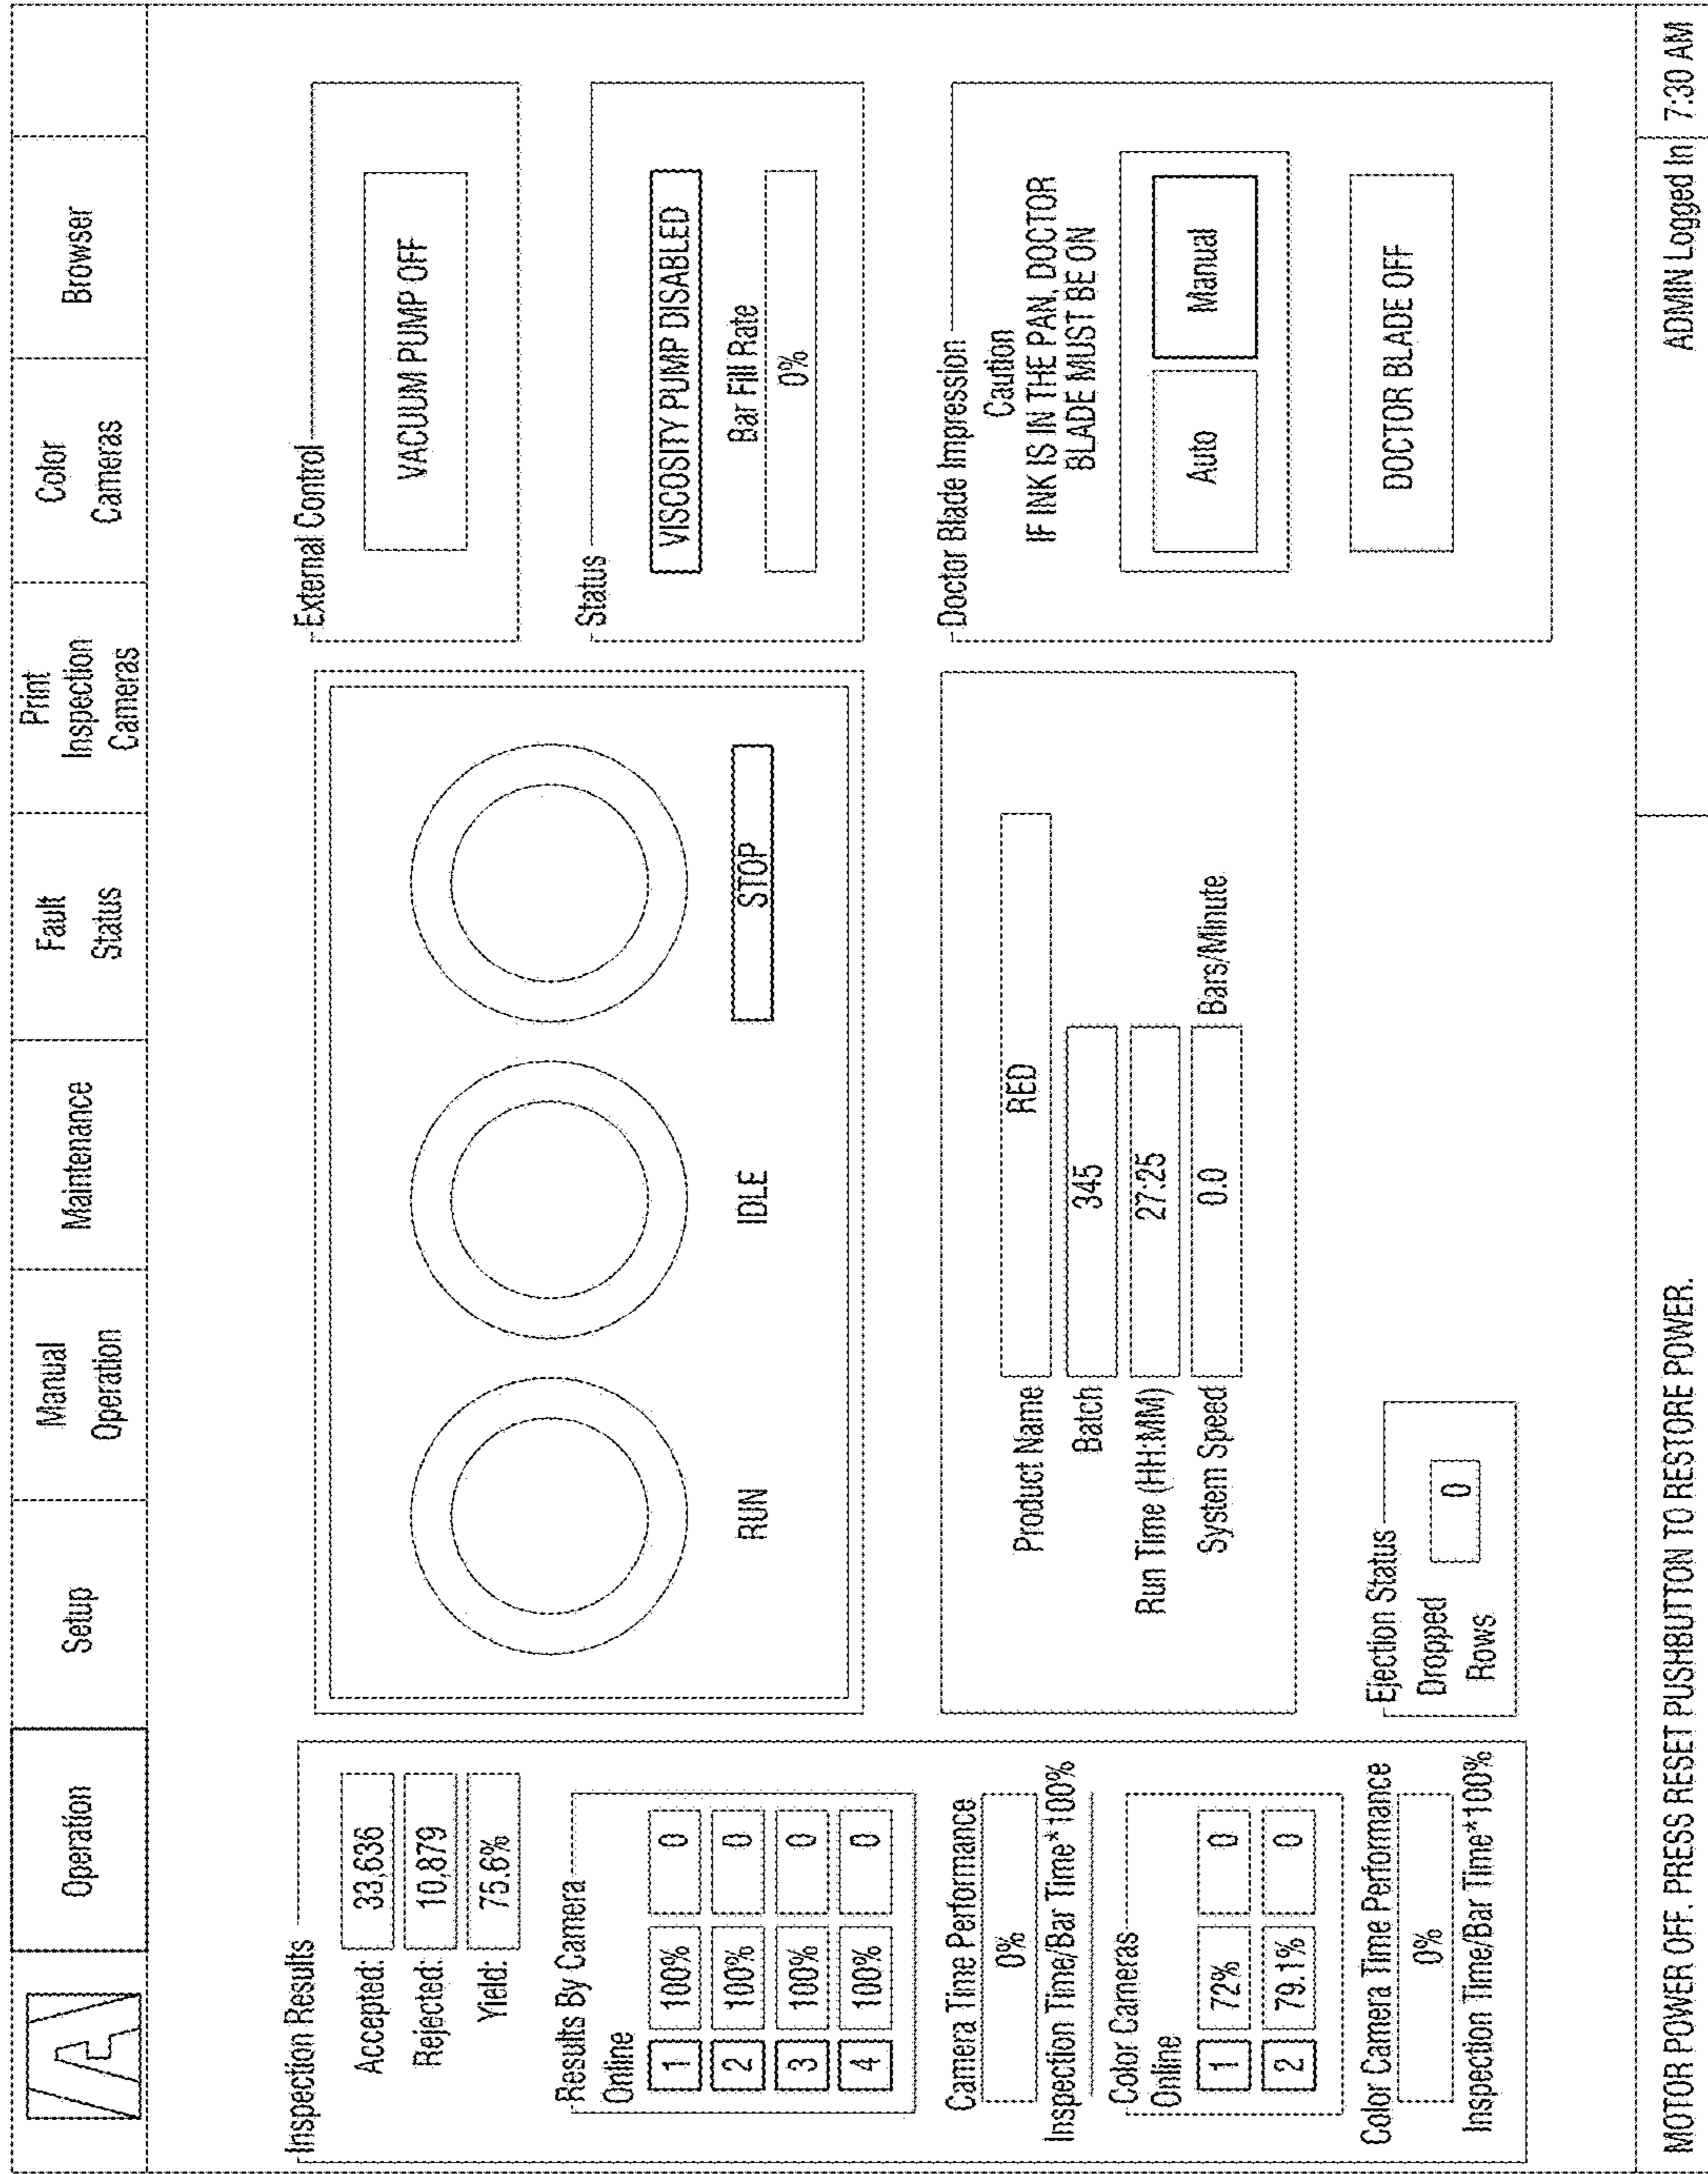 A
Operation
Setup
Manual
Operation
Maintenance
Fault
Status
Print
Inspection
Cameras
Color
Cameras
Browser
Inspection Results
Accepted: 33,636
Rejected: 10,879
Yield: 75.6%
Results By Camera
Online
1 100% 0
2 100% 0
3 100% 0
4 100% 0
Camera Time Performance
0%
Inspection Time/Bar Time*100%
Color Cameras
Online
1 72% 0
2 79.1% 0
Color Camera Time Performance
0%
Inspection Time/Bar Time*100%
RUN
IDLE
STOP
Product Name RED
Batch 345
Run Time (HH:MM) 27:25
System Speed 0.0 Bars/Minute
Ejection Status
Dropped
Rows
0
External Control
VACUUM PUMP OFF
Status
VISCOSITY PUMP DISABLED
Bar Fill Rate
0%
Doctor Blade Impression
Caution
IF INK IS IN THE PAN, DOCTOR
BLADE MUST BE ON
Auto
Manual
DOCTOR BLADE OFF
MOTOR POWER OFF. PRESS RESET PUSHBUTTON TO RESTORE POWER.
ADMIN Logged In
7:30 AM